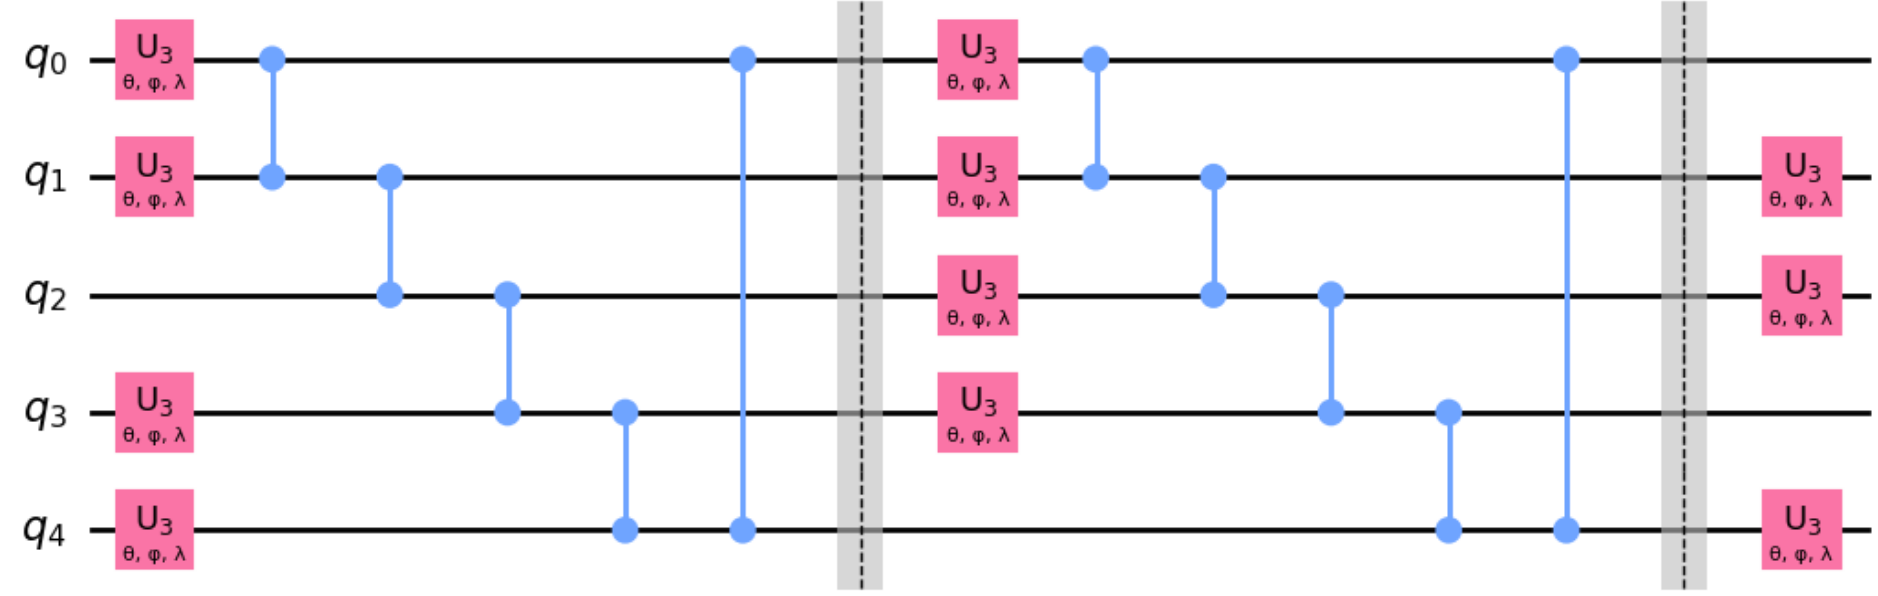 q₀ U₃ U₃
θ, φ, λ θ, φ, λ
q₁ U₃ U₃ U₃
θ, φ, λ θ, φ, λ θ, φ, λ
q₂ U₃ U₃
θ, φ, λ θ, φ, λ
q₃ U₃ U₃
θ, φ, λ θ, φ, λ
q₄ U₃ U₃
θ, φ, λ θ, φ, λ